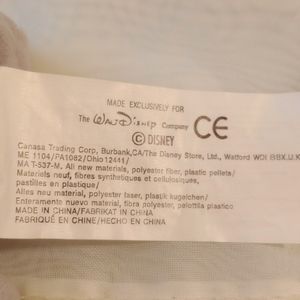 MADE EXCLUSIVELY FOR
The WALT DISNEY Company CE
© DISNEY
Canasa Trading Corp, Burbank,CA/The Disney Store, Ltd., Watford WDI 8BX.U.K
ME 1104/PA1082/Ohio12441/
MA T-537-M. All new materials, polyester fiber, plastic pellets/
Materiels neuf, fibres synthetiques et cellulosiques,
pastilles en plastique/
Alles neu material, polyester faser, plastik kugelchen/
Enteramente nuevo material, fibra polyester, pelottila plastico
MADE IN CHINA/FABRIKAT IN CHINA/
FABRIQUÉ EN CHINE/HECHO EN CHINA